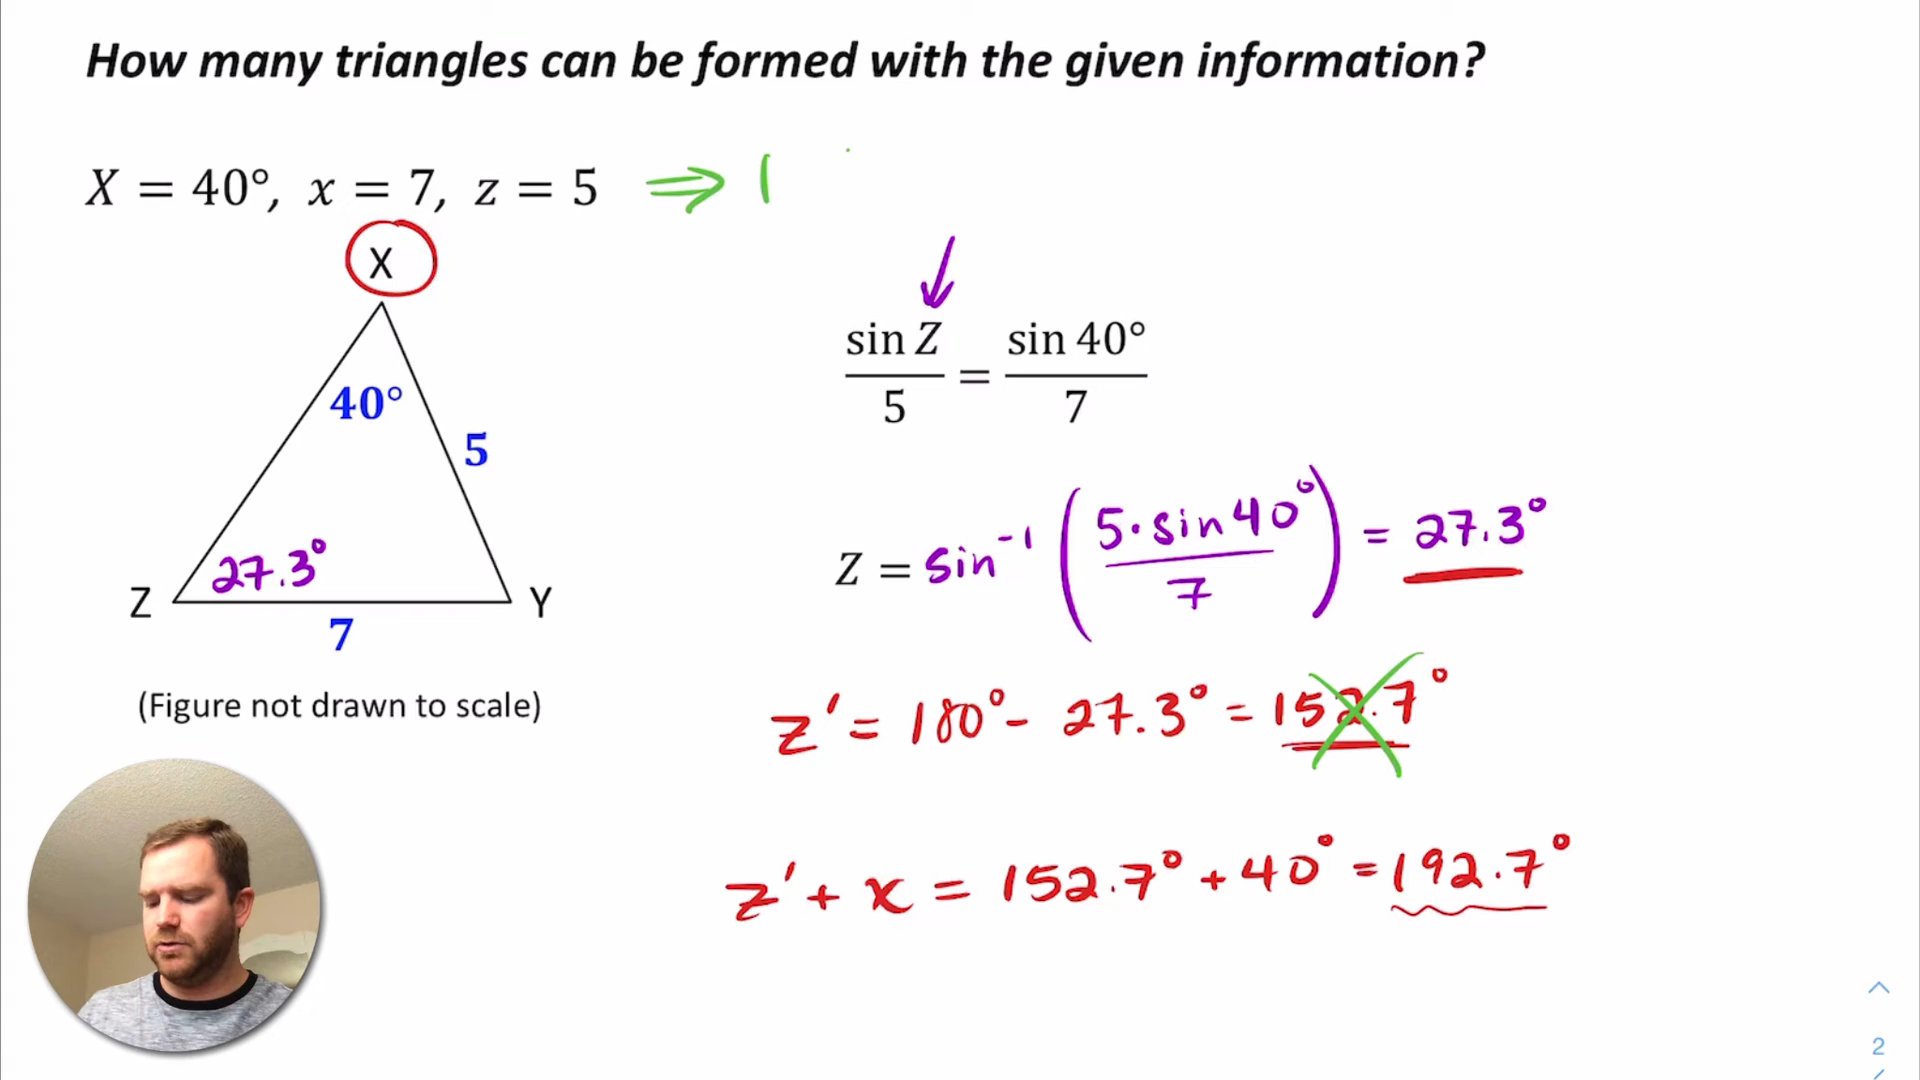 How many triangles can be formed with the given information?
X = 40°, x = 7, z = 5 ⇒ 1
X
40°
5
27.3°
Z
Y
7
(Figure not drawn to scale)
sin Z / 5 = sin 40° / 7
Z = sin⁻¹ (5·sin40° / 7) = 27.3°
Z' = 180° - 27.3° = 152.7°
Z' + X = 152.7° + 40° = 192.7°
2